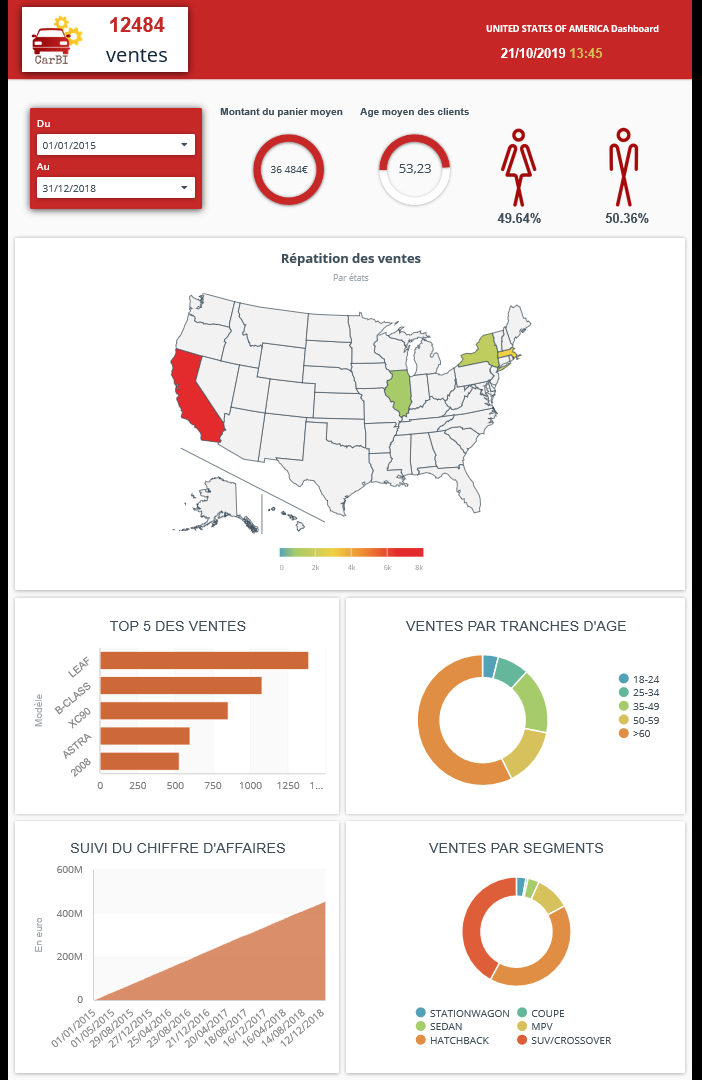 CarBI
12484
ventes
UNITED STATES OF AMERICA Dashboard
21/10/2019 13:45
Du
01/01/2015
Au
31/12/2018
Montant du panier moyen
36 484€
Age moyen des clients
53,23
49.64%
50.36%
Répatition des ventes
Par états
0 2k 4k 6k 8k
TOP 5 DES VENTES
Modèle
LEAF
B-CLASS
XC90
ASTRA
2008
0 250 500 750 1000 1250 1...
VENTES PAR TRANCHES D'AGE
18-24
25-34
35-49
50-59
>60
SUIVI DU CHIFFRE D'AFFAIRES
En euro
600M
400M
200M
0
01/01/2015
01/05/2015
29/08/2015
27/12/2015
25/04/2016
23/08/2016
21/12/2016
20/04/2017
18/08/2017
16/12/2017
16/04/2018
14/08/2018
12/12/2018
VENTES PAR SEGMENTS
STATIONWAGON COUPE
SEDAN MPV
HATCHBACK SUV/CROSSOVER